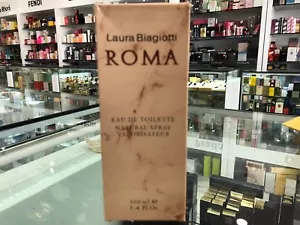 FENDI
Laura Biagiotti
ROMA
EAU DE TOILETTE
NATURAL SPRAY
VAPORISATEUR
100 ml ℮
3.4 fl.Oz.